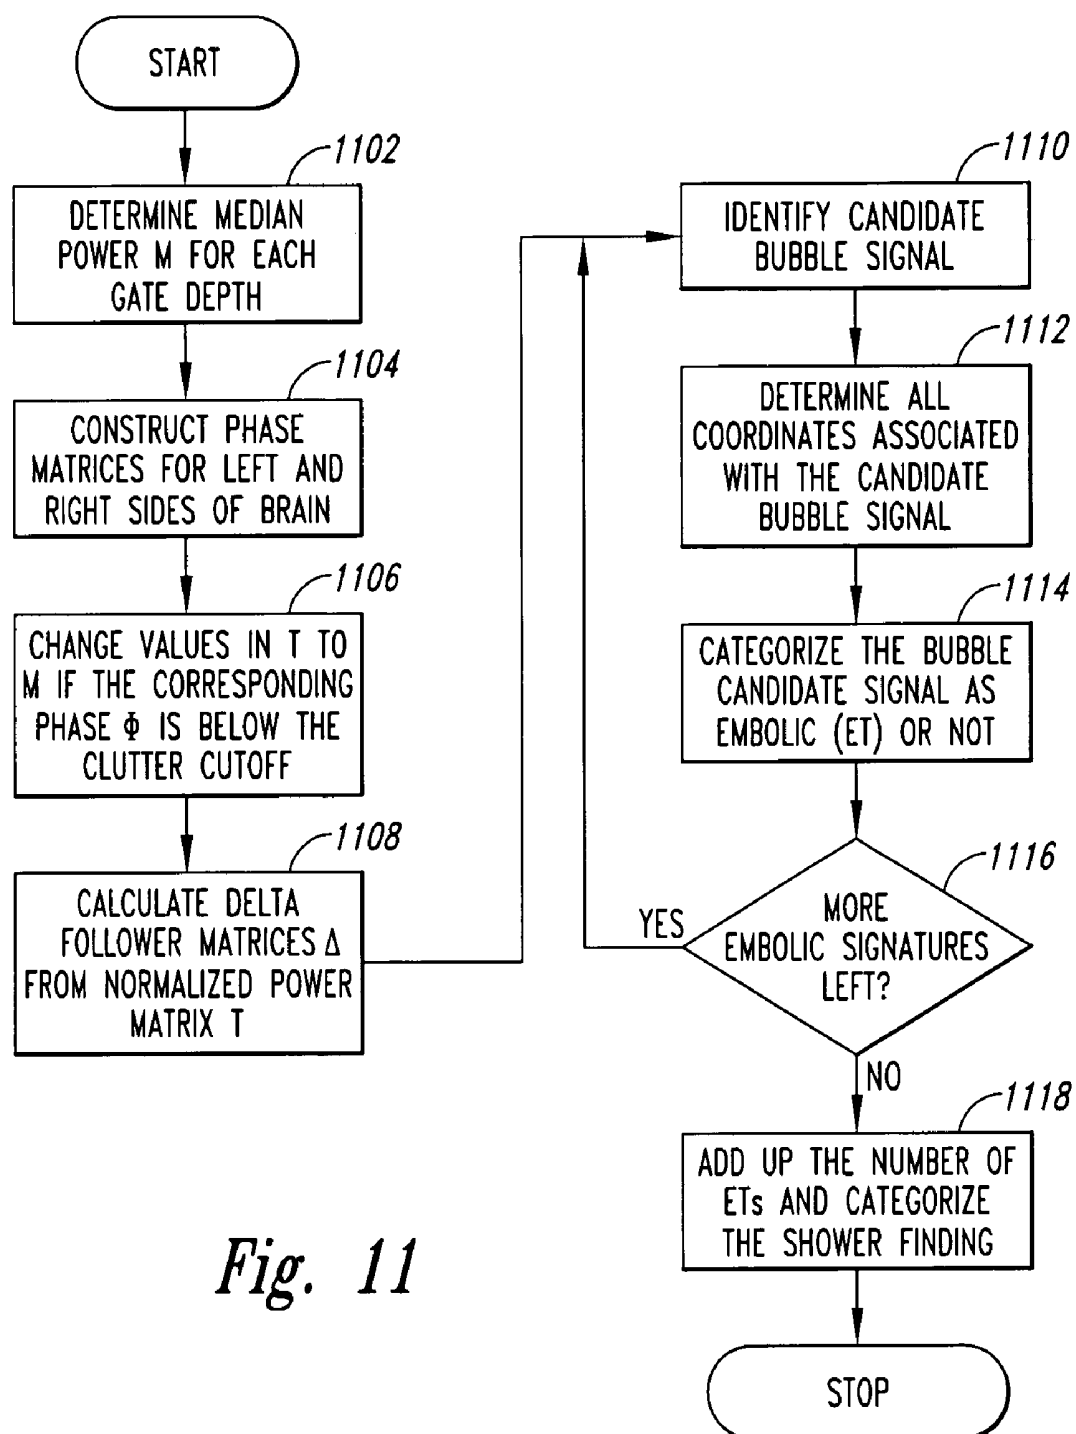 START
1102
DETERMINE MEDIAN
POWER M FOR EACH
GATE DEPTH
1104
CONSTRUCT PHASE
MATRICES FOR LEFT AND
RIGHT SIDES OF BRAIN
1106
CHANGE VALUES IN T TO
M IF THE CORRESPONDING
PHASE Φ IS BELOW THE
CLUTTER CUTOFF
1108
CALCULATE DELTA
FOLLOWER MATRICES Δ
FROM NORMALIZED POWER
MATRIX T
1110
IDENTIFY CANDIDATE
BUBBLE SIGNAL
1112
DETERMINE ALL
COORDINATES ASSOCIATED
WITH THE CANDIDATE
BUBBLE SIGNAL
1114
CATEGORIZE THE BUBBLE
CANDIDATE SIGNAL AS
EMBOLIC (ET) OR NOT
1116
YES
MORE
EMBOLIC SIGNATURES
LEFT?
NO
1118
ADD UP THE NUMBER OF
ETs AND CATEGORIZE
THE SHOWER FINDING
STOP
Fig. 11